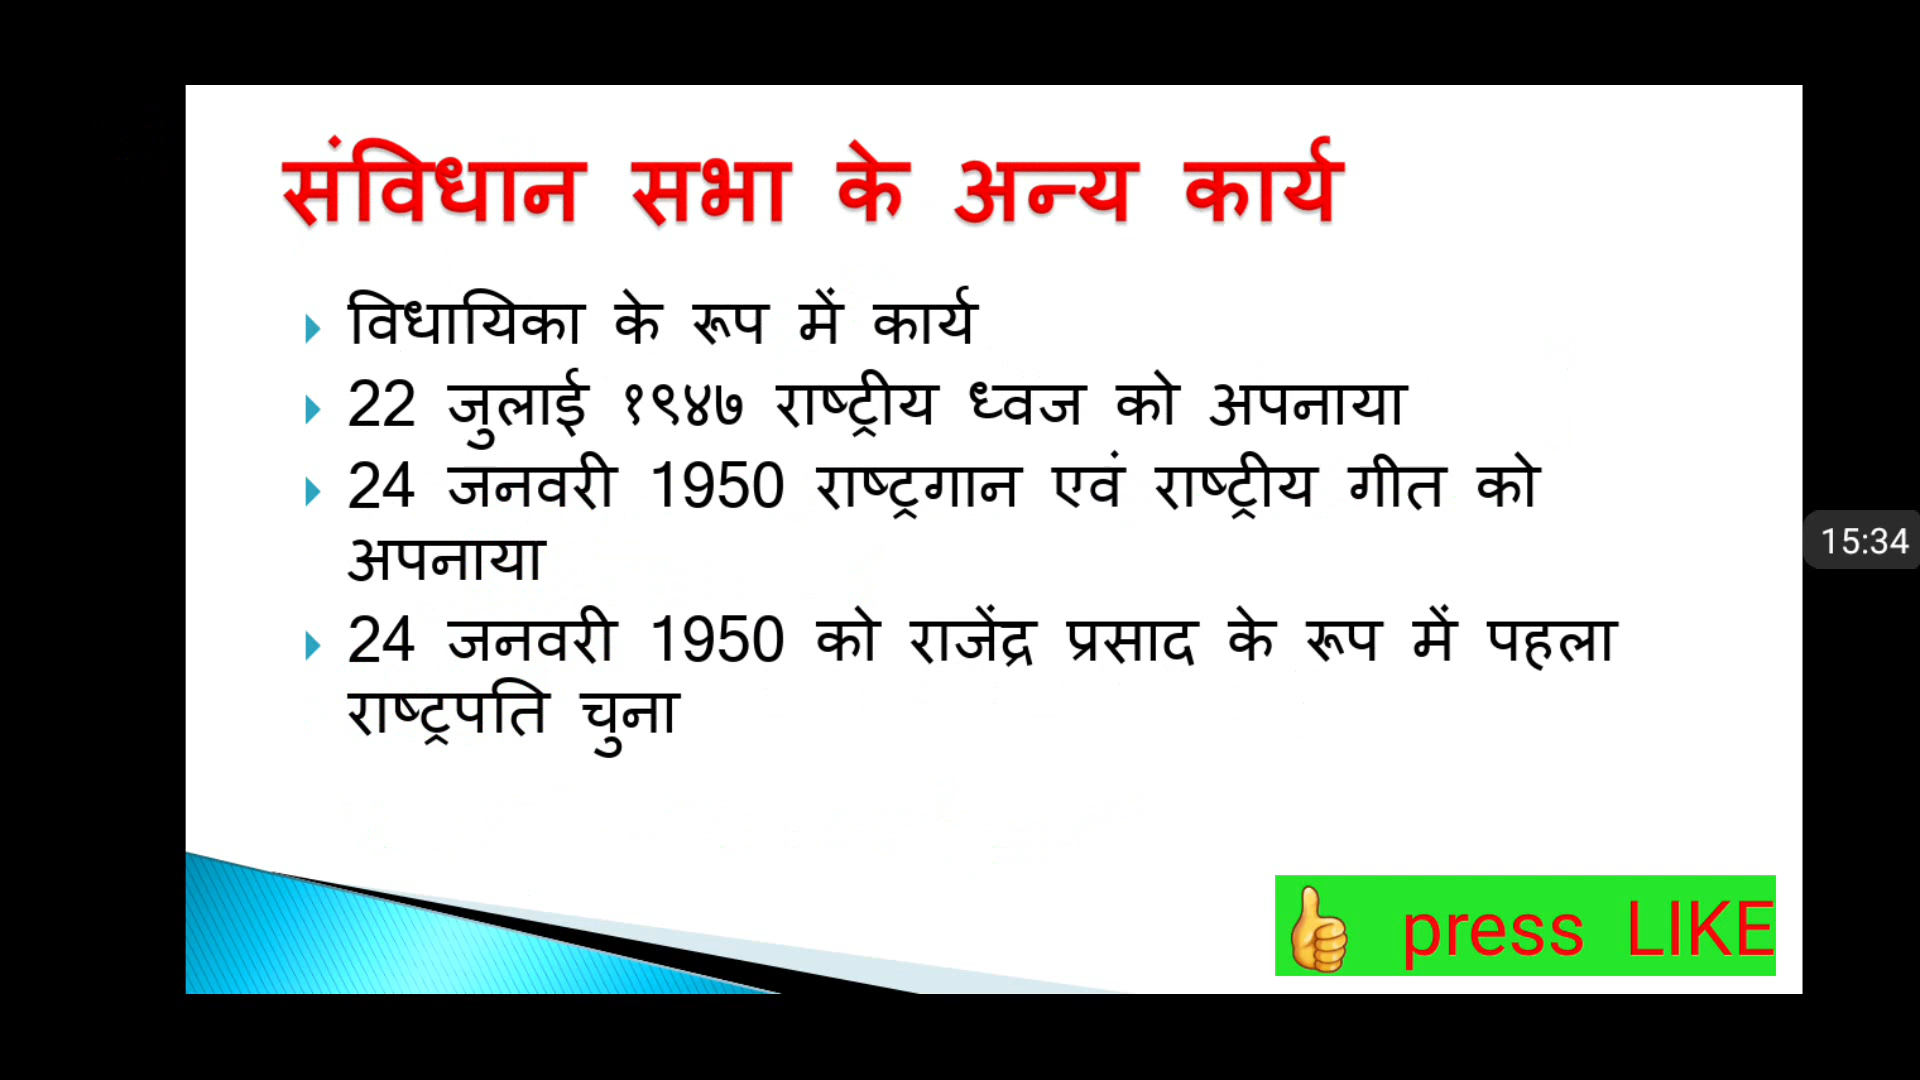 संविधान सभा के अन्य कार्य
विधायिका के रूप में कार्य
22 जुलाई १९४७ राष्ट्रीय ध्वज को अपनाया
24 जनवरी 1950 राष्ट्रगान एवं राष्ट्रीय गीत को
अपनाया
24 जनवरी 1950 को राजेंद्र प्रसाद के रूप में पहला
राष्ट्रपति चुना
15:34
press LIKE